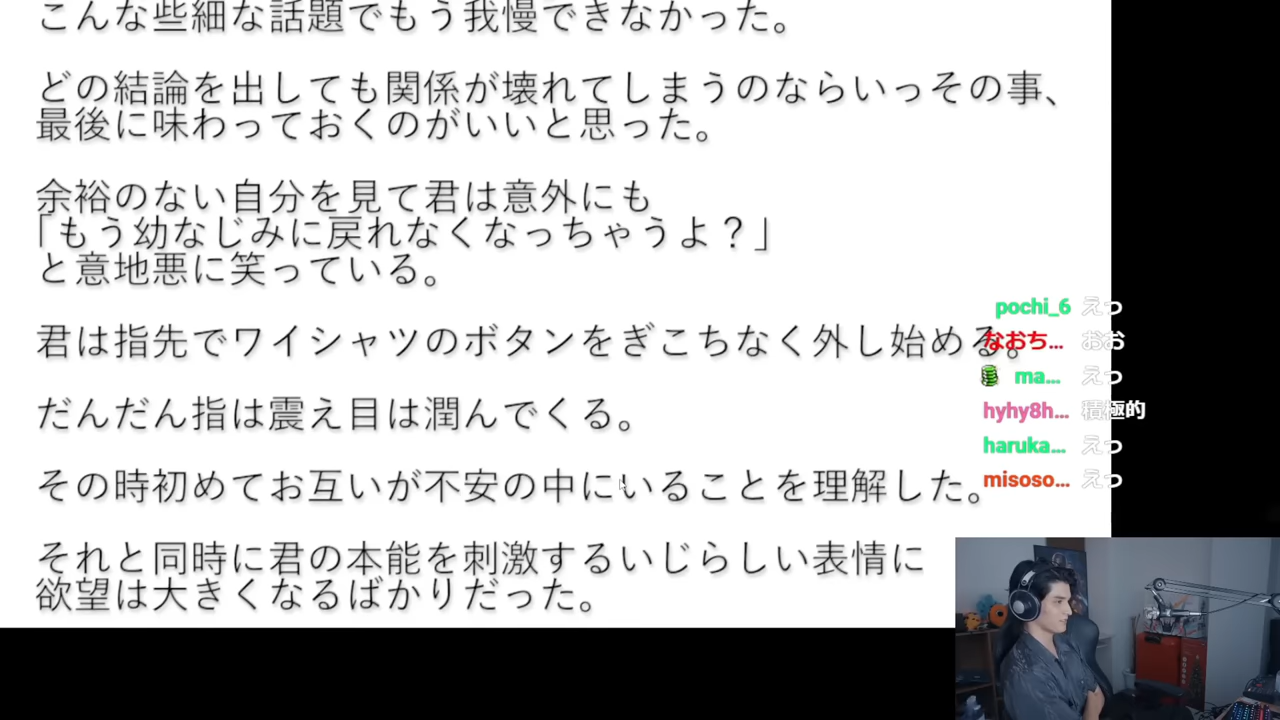 こんな些細な話題でもう我慢できなかった。
どの結論を出しても関係が壊れてしまうのならいっその事、
最後に味わっておくのがいいと思った。
余裕のない自分を見て君は意外にも
「もう幼なじみに戻れなくなっちゃうよ？」
と意地悪に笑っている。
君は指先でワイシャツのボタンをぎこちなく外し始める。
だんだん指は震え目は潤んでくる。
その時初めてお互いが不安の中にいることを理解した。
それと同時に君の本能を刺激するいじらしい表情に
欲望は大きくなるばかりだった。
pochi_6 えっ
なおち... おお
ma... えっ
hyhy8h... 積極的
haruka... えっ
misoso... えっ